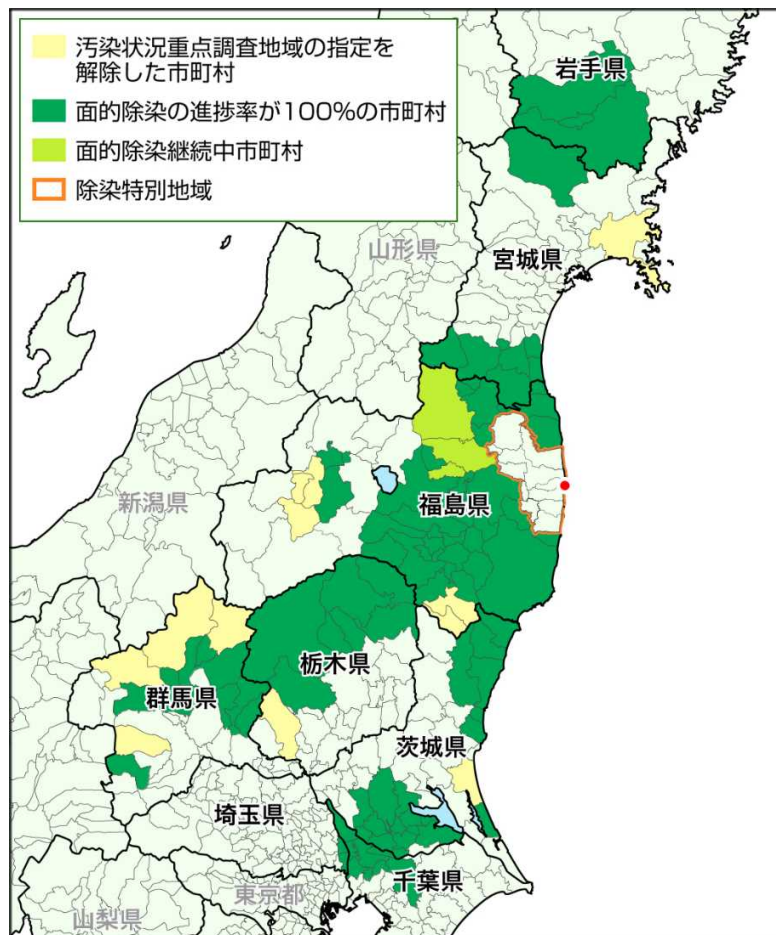 汚染状況重点調査地域の指定を
解除した市町村
面的除染の進捗率が100%の市町村
面的除染継続中市町村
除染特別地域
岩手県
山形県
宮城県
新潟県
福島県
栃木県
群馬県
茨城県
埼玉県
千葉県
東京都
山梨県